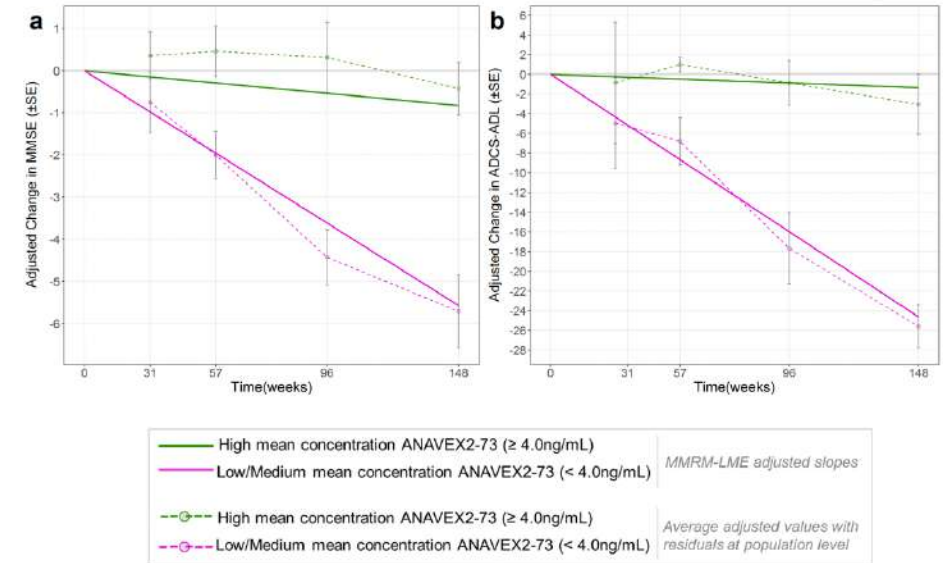 a
1
0
-1
-2
-3
-4
-5
-6
Adjusted Change in MMSE (±SE)
0 31 57 96 148
Time(weeks)
b
6
4
2
0
-2
-4
-6
-8
-10
-12
-14
-16
-18
-20
-22
-24
-26
-28
Adjusted Change in ADCS-ADL (±SE)
0 31 57 96 148
Time(weeks)
High mean concentration ANAVEX2-73 (≥ 4.0ng/mL)
Low/Medium mean concentration ANAVEX2-73 (< 4.0ng/mL)
MMRM-LME adjusted slopes
High mean concentration ANAVEX2-73 (≥ 4.0ng/mL)
Low/Medium mean concentration ANAVEX2-73 (< 4.0ng/mL)
Average adjusted values with
residuals at population level